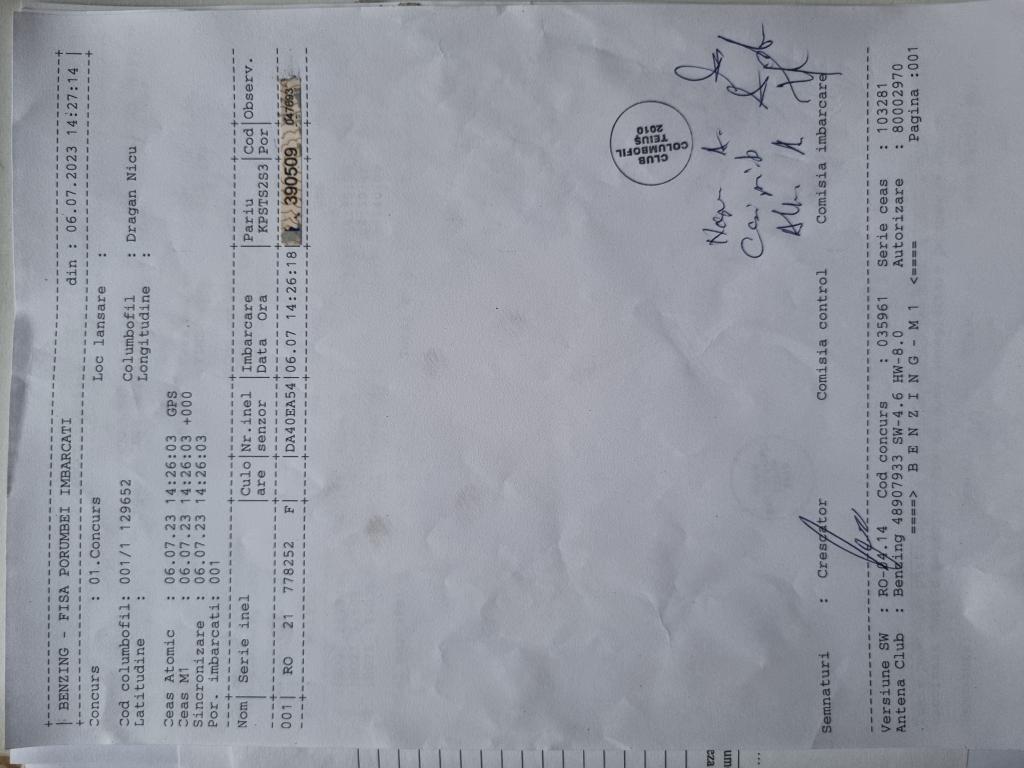 BENZING - FISA PORUMBEI IMBARCATI din : 06.07.2023 14:27:14
Concurs : 01.Concurs Loc lansare :
Cod columbofil: 001/1 129652 Columbofil : Dragan Nicu
Latitudine : Longitudine :
Ceas Atomic : 06.07.23 14:26:03 GPS
Ceas M1 : 06.07.23 14:26:03 +000
Sincronizare : 06.07.23 14:26:03
Por. imbarcati: 001
Nom | Serie inel |Culo|Nr.inel |Imbarcare |Pariu |Cod |Observ.
are |senzor |Data Ora | KPSTS2S3|Por |
001| RO 21 778252 F| |DA40EA54|06.07 14:26:18| 390509 047693
CLUB
COLUMBOFIL
TEIUȘ
2010
Semnaturi : Crescator Comisia control Comisia imbarcare
Versiune SW : RO-04.14 Cod concurs : 035961 Serie ceas : 103281
Antena Club : Benzing 48907933 SW-4.6 HW-8.0 Autorizare : 80002970
====> B E N Z I N G - M 1 <==== Pagina :001